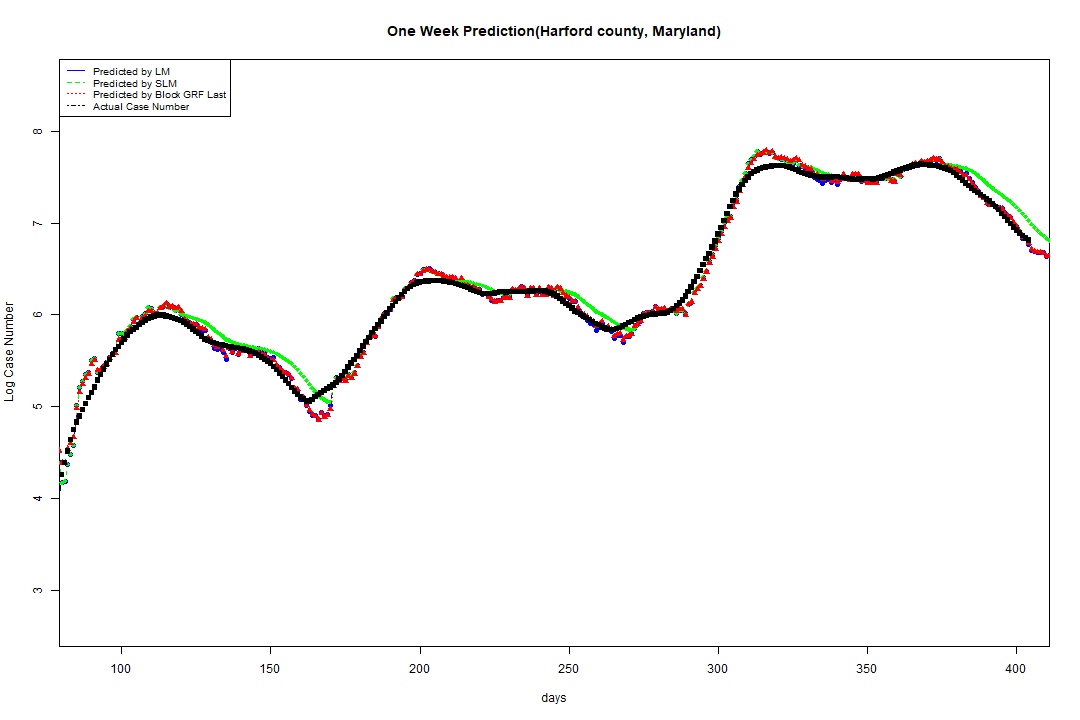 One Week Prediction(Harford county, Maryland)
Predicted by LM
Predicted by SLM
Predicted by Block GRF Last
Actual Case Number
8
7
6
5
4
3
Log Case Number
100 150 200 250 300 350 400
days